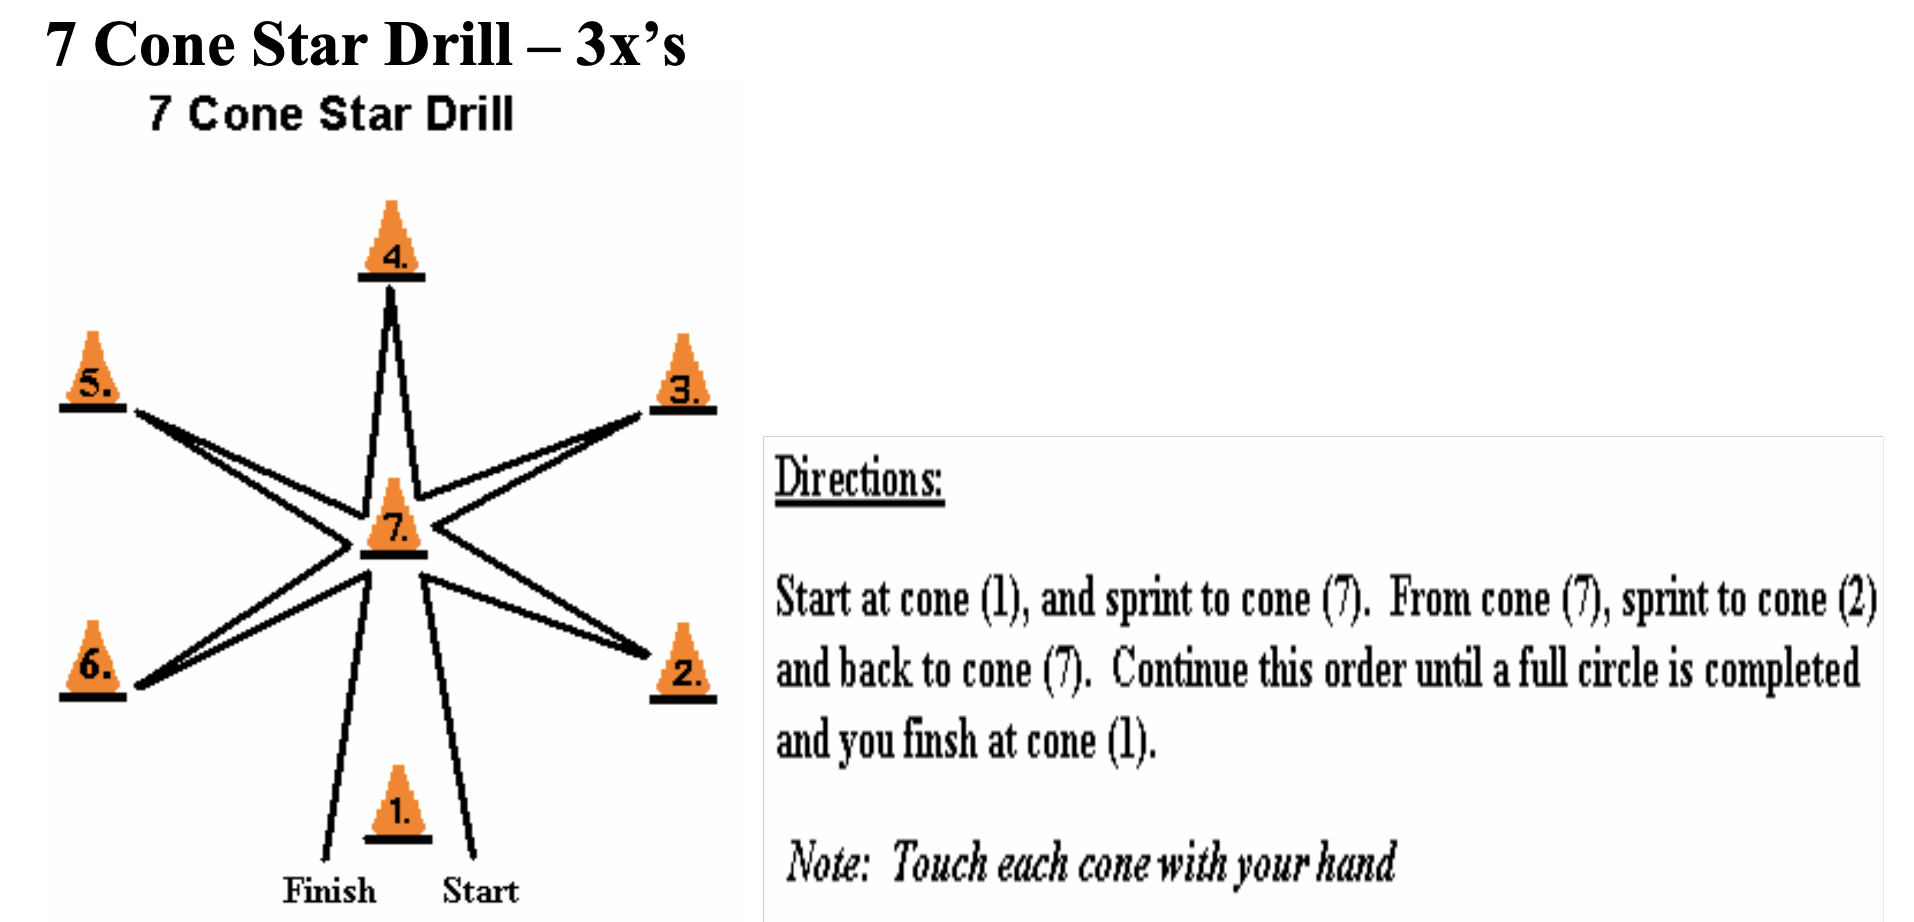 7 Cone Star Drill – 3x’s
7 Cone Star Drill
4.
5.
3.
7.
6.
2.
1.
Finish
Start
Directions:
Start at cone (1), and sprint to cone (7).  From cone (7), sprint to cone (2)
and back to cone (7).  Continue this order until a full circle is completed
and you finsh at cone (1).
Note:  Touch each cone with your hand